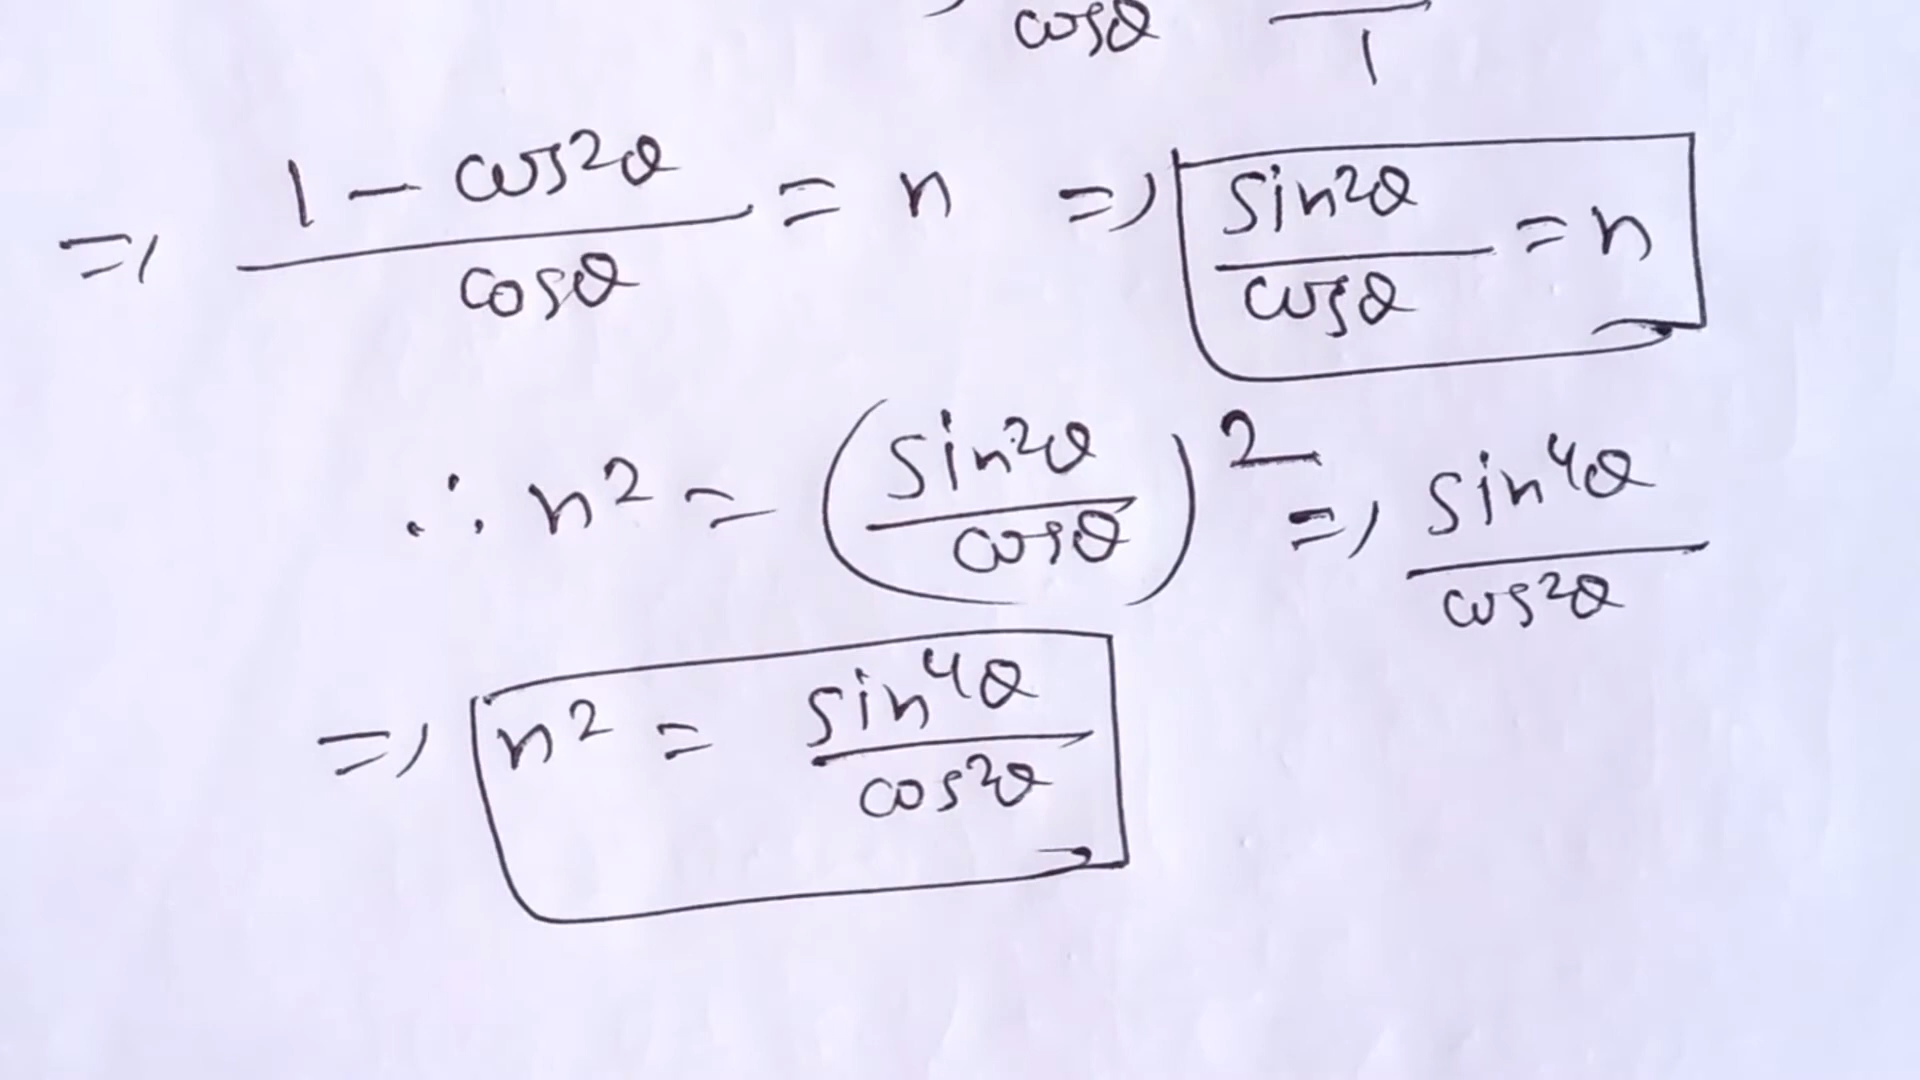 cosθ 1
=> 1 - cos²θ / cosθ = n => sin²θ / cosθ = n
∴ n² = (sin²θ / cosθ)² => sin⁴θ / cos²θ
=> n² = sin⁴θ / cos²θ